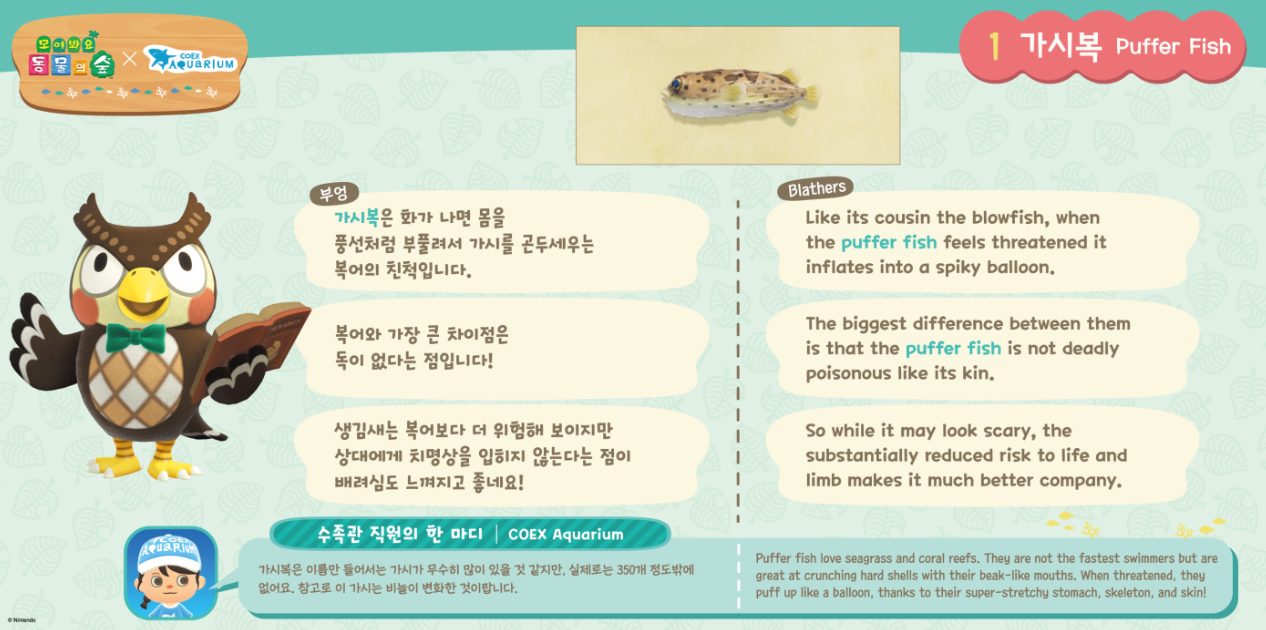 모여봐요
동물의 숲
×
COEX
AQUARIUM
1 가시복 Puffer Fish
부엉
가시복은 화가 나면 몸을
풍선처럼 부풀려서 가시를 곤두세우는
복어의 친척입니다.
복어와 가장 큰 차이점은
독이 없다는 점입니다!
생김새는 복어보다 더 위험해 보이지만
상대에게 치명상을 입히지 않는다는 점이
배려심도 느껴지고 좋네요!
Blathers
Like its cousin the blowfish, when
the puffer fish feels threatened it
inflates into a spiky balloon.
The biggest difference between them
is that the puffer fish is not deadly
poisonous like its kin.
So while it may look scary, the
substantially reduced risk to life and
limb makes it much better company.
수족관 직원의 한 마디 | COEX Aquarium
COEX
AQUARIUM
가시복은 이름만 들어서는 가시가 무수히 많이 있을 것 같지만, 실제로는 350개 정도밖에
없어요. 참고로 이 가시는 비늘이 변화한 것이랍니다.
Puffer fish love seagrass and coral reefs. They are not the fastest swimmers but are
great at crunching hard shells with their beak-like mouths. When threatened, they
puff up like a balloon, thanks to their super-stretchy stomach, skeleton, and skin!
© Nintendo